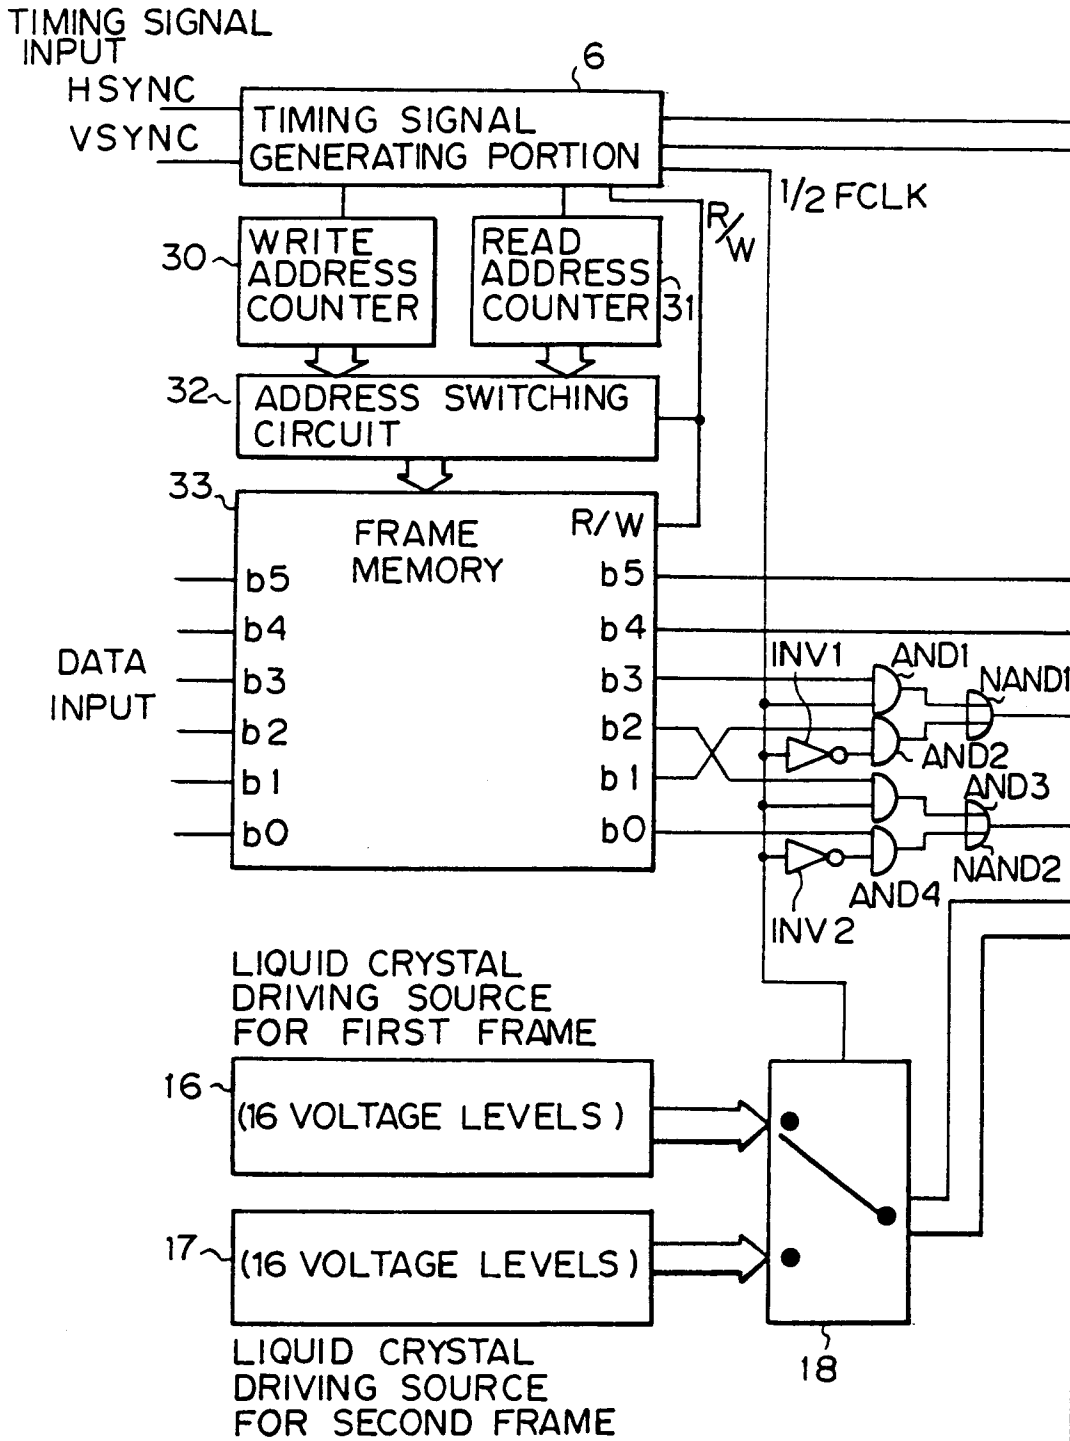 TIMING SIGNAL
INPUT
HSYNC
VSYNC
6
TIMING SIGNAL
GENERATING PORTION
1/2 FCLK
R/W
30
WRITE
ADDRESS
COUNTER
READ
ADDRESS
COUNTER
31
32
ADDRESS SWITCHING
CIRCUIT
33
FRAME
MEMORY
R/W
DATA
INPUT
b5
b4
b3
b2
b1
b0
b5
b4
b3
b2
b1
b0
INV1
AND1
NAND1
AND2
AND3
NAND2
AND4
INV2
LIQUID CRYSTAL
DRIVING SOURCE
FOR FIRST FRAME
16
(16 VOLTAGE LEVELS)
17
(16 VOLTAGE LEVELS)
18
LIQUID CRYSTAL
DRIVING SOURCE
FOR SECOND FRAME